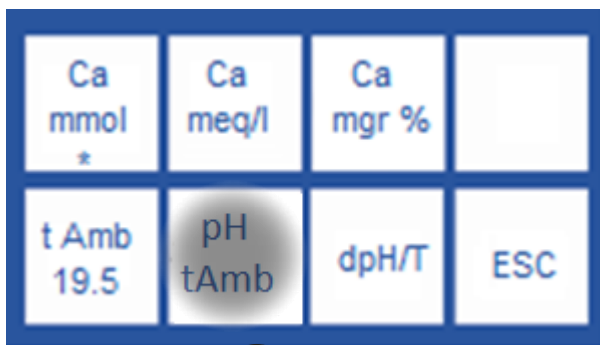 Ca
mmol
*
Ca
meq/l
Ca
mgr %
t Amb
19.5
pH
tAmb
dpH/T
ESC